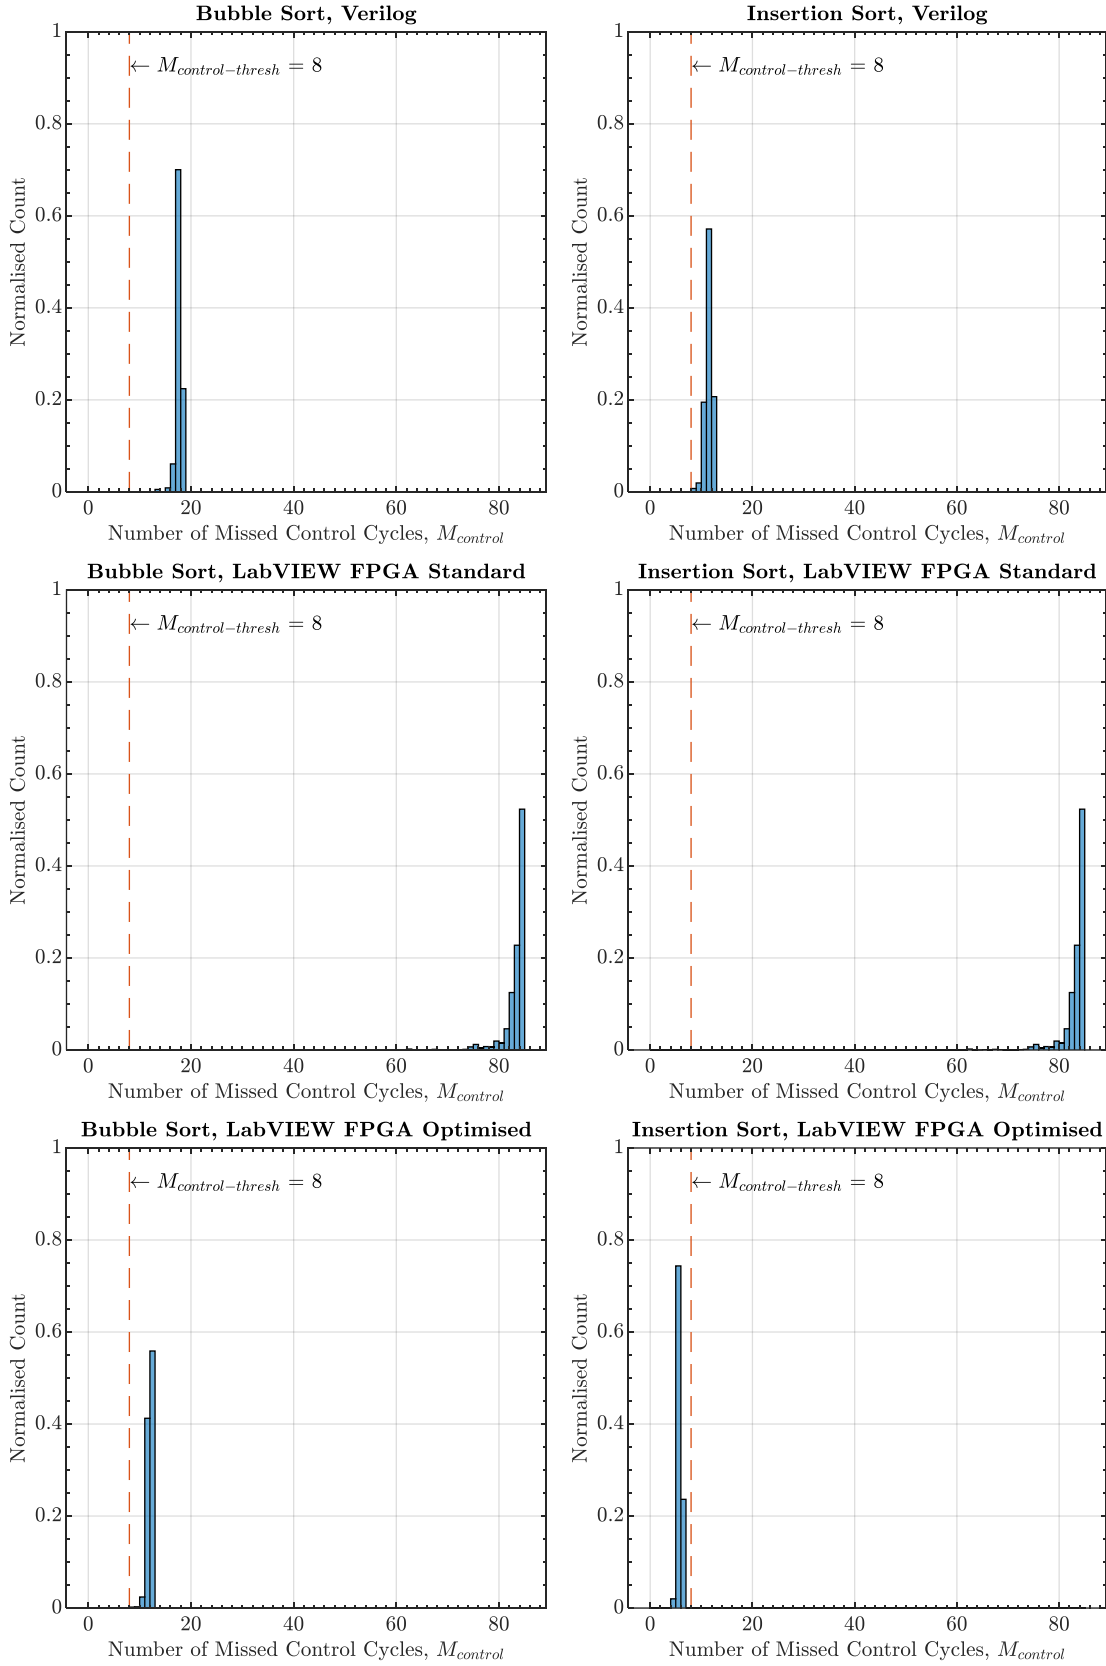 Bubble Sort, Verilog
1
← M_control−thresh = 8
0.8
0.6
0.4
0.2
0
Normalised Count
0 20 40 60 80
Number of Missed Control Cycles, M_control
Insertion Sort, Verilog
1
← M_control−thresh = 8
0.8
0.6
0.4
0.2
0
Normalised Count
0 20 40 60 80
Number of Missed Control Cycles, M_control
Bubble Sort, LabVIEW FPGA Standard
1
← M_control−thresh = 8
0.8
0.6
0.4
0.2
0
Normalised Count
0 20 40 60 80
Number of Missed Control Cycles, M_control
Insertion Sort, LabVIEW FPGA Standard
1
← M_control−thresh = 8
0.8
0.6
0.4
0.2
0
Normalised Count
0 20 40 60 80
Number of Missed Control Cycles, M_control
Bubble Sort, LabVIEW FPGA Optimised
1
← M_control−thresh = 8
0.8
0.6
0.4
0.2
0
Normalised Count
0 20 40 60 80
Number of Missed Control Cycles, M_control
Insertion Sort, LabVIEW FPGA Optimised
1
← M_control−thresh = 8
0.8
0.6
0.4
0.2
0
Normalised Count
0 20 40 60 80
Number of Missed Control Cycles, M_control